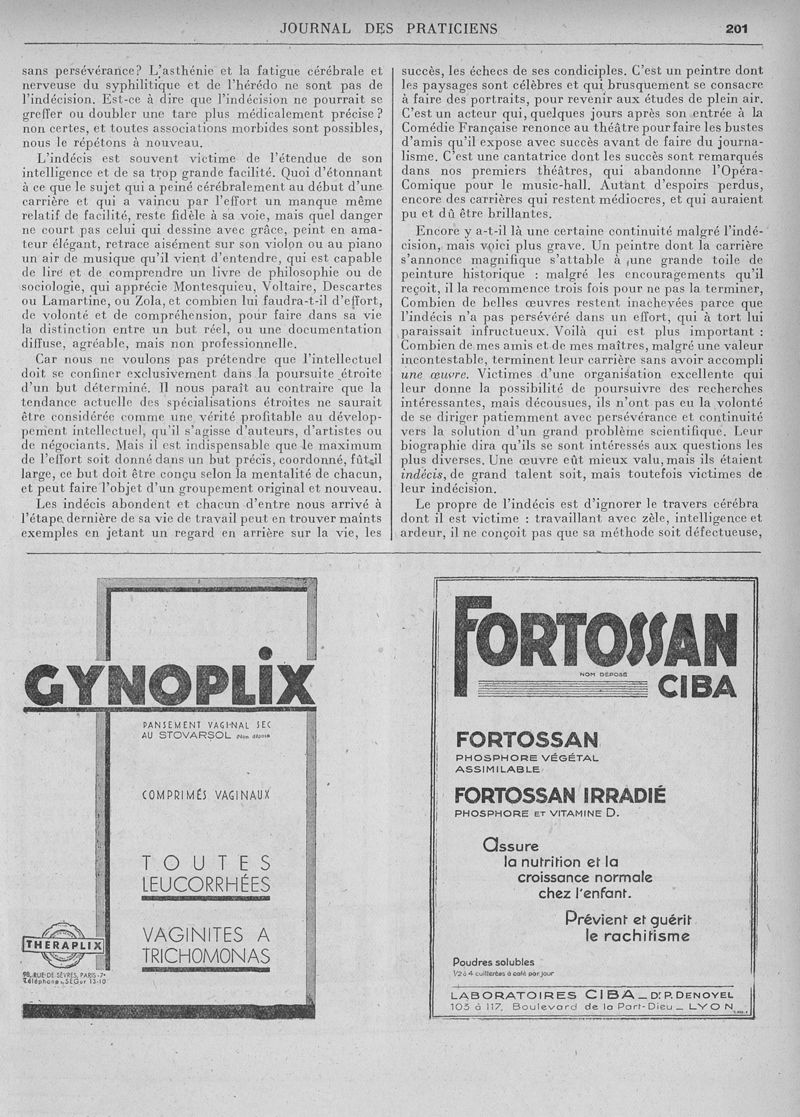 JOURNAL DES PRATICIENS 201
sans persévérance? L'asthénie et la fatigue cérébrale et
nerveuse du syphilitique et de l'hérédo ne sont pas de
l'indécision. Est-ce à dire que l'indécision ne pourrait se
greffer ou doubler une tare plus médicalement précise?
non certes, et toutes associations morbides sont possibles,
nous le répétons à nouveau.
L'indécis est souvent victime de l'étendue de son
intelligence et de sa trop grande facilité. Quoi d'étonnant
à ce que le sujet qui a peiné cérébralement au début d'une
carrière et qui a vaincu par l'effort un manque même
relatif de facilité, reste fidèle à sa voie, mais quel danger
ne court pas celui qui dessine avec grâce, peint en ama-
teur élégant, retrace aisément sur son violon ou au piano
un air de musique qu'il vient d'entendre, qui est capable
de lire et de comprendre un livre de philosophie ou de
sociologie, qui apprécie Montesquieu, Voltaire, Descartes
ou Lamartine, ou Zola, et combien lui faudra-t-il d'effort,
de volonté et de compréhension, pour faire dans sa vie
la distinction entre un but réel, ou une documentation
diffuse, agréable, mais non professionnelle.
Car nous ne voulons pas prétendre que l'intellectuel
doit se confiner exclusivement dans la poursuite étroite
d'un but déterminé. Il nous paraît au contraire que la
tendance actuelle des spécialisations étroites ne saurait
être considérée comme une vérité profitable au dévelop-
pement intellectuel, qu'il s'agisse d'auteurs, d'artistes ou
de négociants. Mais il est indispensable que le maximum
de l'effort soit donné dans un but précis, coordonné, fût-il
large, ce but doit être conçu selon la mentalité de chacun,
et peut faire l'objet d'un groupement original et nouveau.
Les indécis abondent et chacun d'entre nous arrivé à
l'étape dernière de sa vie de travail peut en trouver maints
exemples en jetant un regard en arrière sur la vie, les
succès, les échecs de ses condiciples. C'est un peintre dont
les paysages sont célèbres et qui brusquement se consacre
à faire des portraits, pour revenir aux études de plein air.
C'est un acteur qui, quelques jours après son entrée à la
Comédie Française renonce au théâtre pour faire les bustes
d'amis qu'il expose avec succès avant de faire du journa-
lisme. C'est une cantatrice dont les succès sont remarqués
dans nos premiers théâtres, qui abandonne l'Opéra-
Comique pour le music-hall. Autant d'espoirs perdus,
encore des carrières qui restent médiocres, et qui auraient
pu et dû être brillantes.
Encore y a-t-il là une certaine continuité malgré l'indé-
cision, mais voici plus grave. Un peintre dont la carrière
s'annonce magnifique s'attable à une grande toile de
peinture historique : malgré les encouragements qu'il
reçoit, il la recommence trois fois pour ne pas la terminer,
Combien de belles œuvres restent inachevées parce que
l'indécis n'a pas persévéré dans un effort, qui à tort lui
paraissait infructueux. Voilà qui est plus important :
Combien de mes amis et de mes maîtres, malgré une valeur
incontestable, terminent leur carrière sans avoir accompli
une œuvre. Victimes d'une organisation excellente qui
leur donne la possibilité de poursuivre des recherches
intéressantes, mais décousues, ils n'ont pas eu la volonté
de se diriger patiemment avec persévérance et continuité
vers la solution d'un grand problème scientifique. Leur
biographie dira qu'ils se sont intéressés aux questions les
plus diverses. Une œuvre eût mieux valu, mais ils étaient
indécis, de grand talent soit, mais toutefois victimes de
leur indécision.
Le propre de l'indécis est d'ignorer le travers cérébra
dont il est victime : travaillant avec zèle, intelligence et
ardeur, il ne conçoit pas que sa méthode soit défectueuse,
GYNOPLIX
PANSEMENT VAGINAL SEC
AU STOVARSOL (Nom déposé
COMPRIMÉS VAGINAUX
TOUTES
LEUCORRHÉES
VAGINITES A
TRICHOMONAS
THERAPLIX
98, RUE DE SÈVRES, PARIS-7e
Téléphone : SÉGur 13-10
FORTOSSAN
NOM DÉPOSÉ
CIBA
FORTOSSAN
PHOSPHORE VÉGÉTAL
ASSIMILABLE
FORTOSSAN IRRADIÉ
PHOSPHORE ET VITAMINE D.
Assure
la nutrition et la
croissance normale
chez l'enfant.
Prévient et guérit
le rachitisme
Poudres solubles
1/2 à 4 cuillerées à café par jour
LABORATOIRES CIBA _ Dr. P. DENOYEL
103 à 117, Boulevard de la Part-Dieu _ LYON